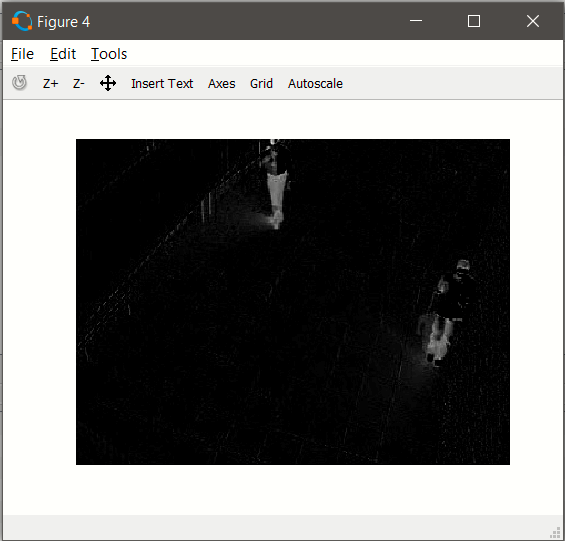 Figure 4
File Edit Tools
Z+ Z- Insert Text Axes Grid Autoscale